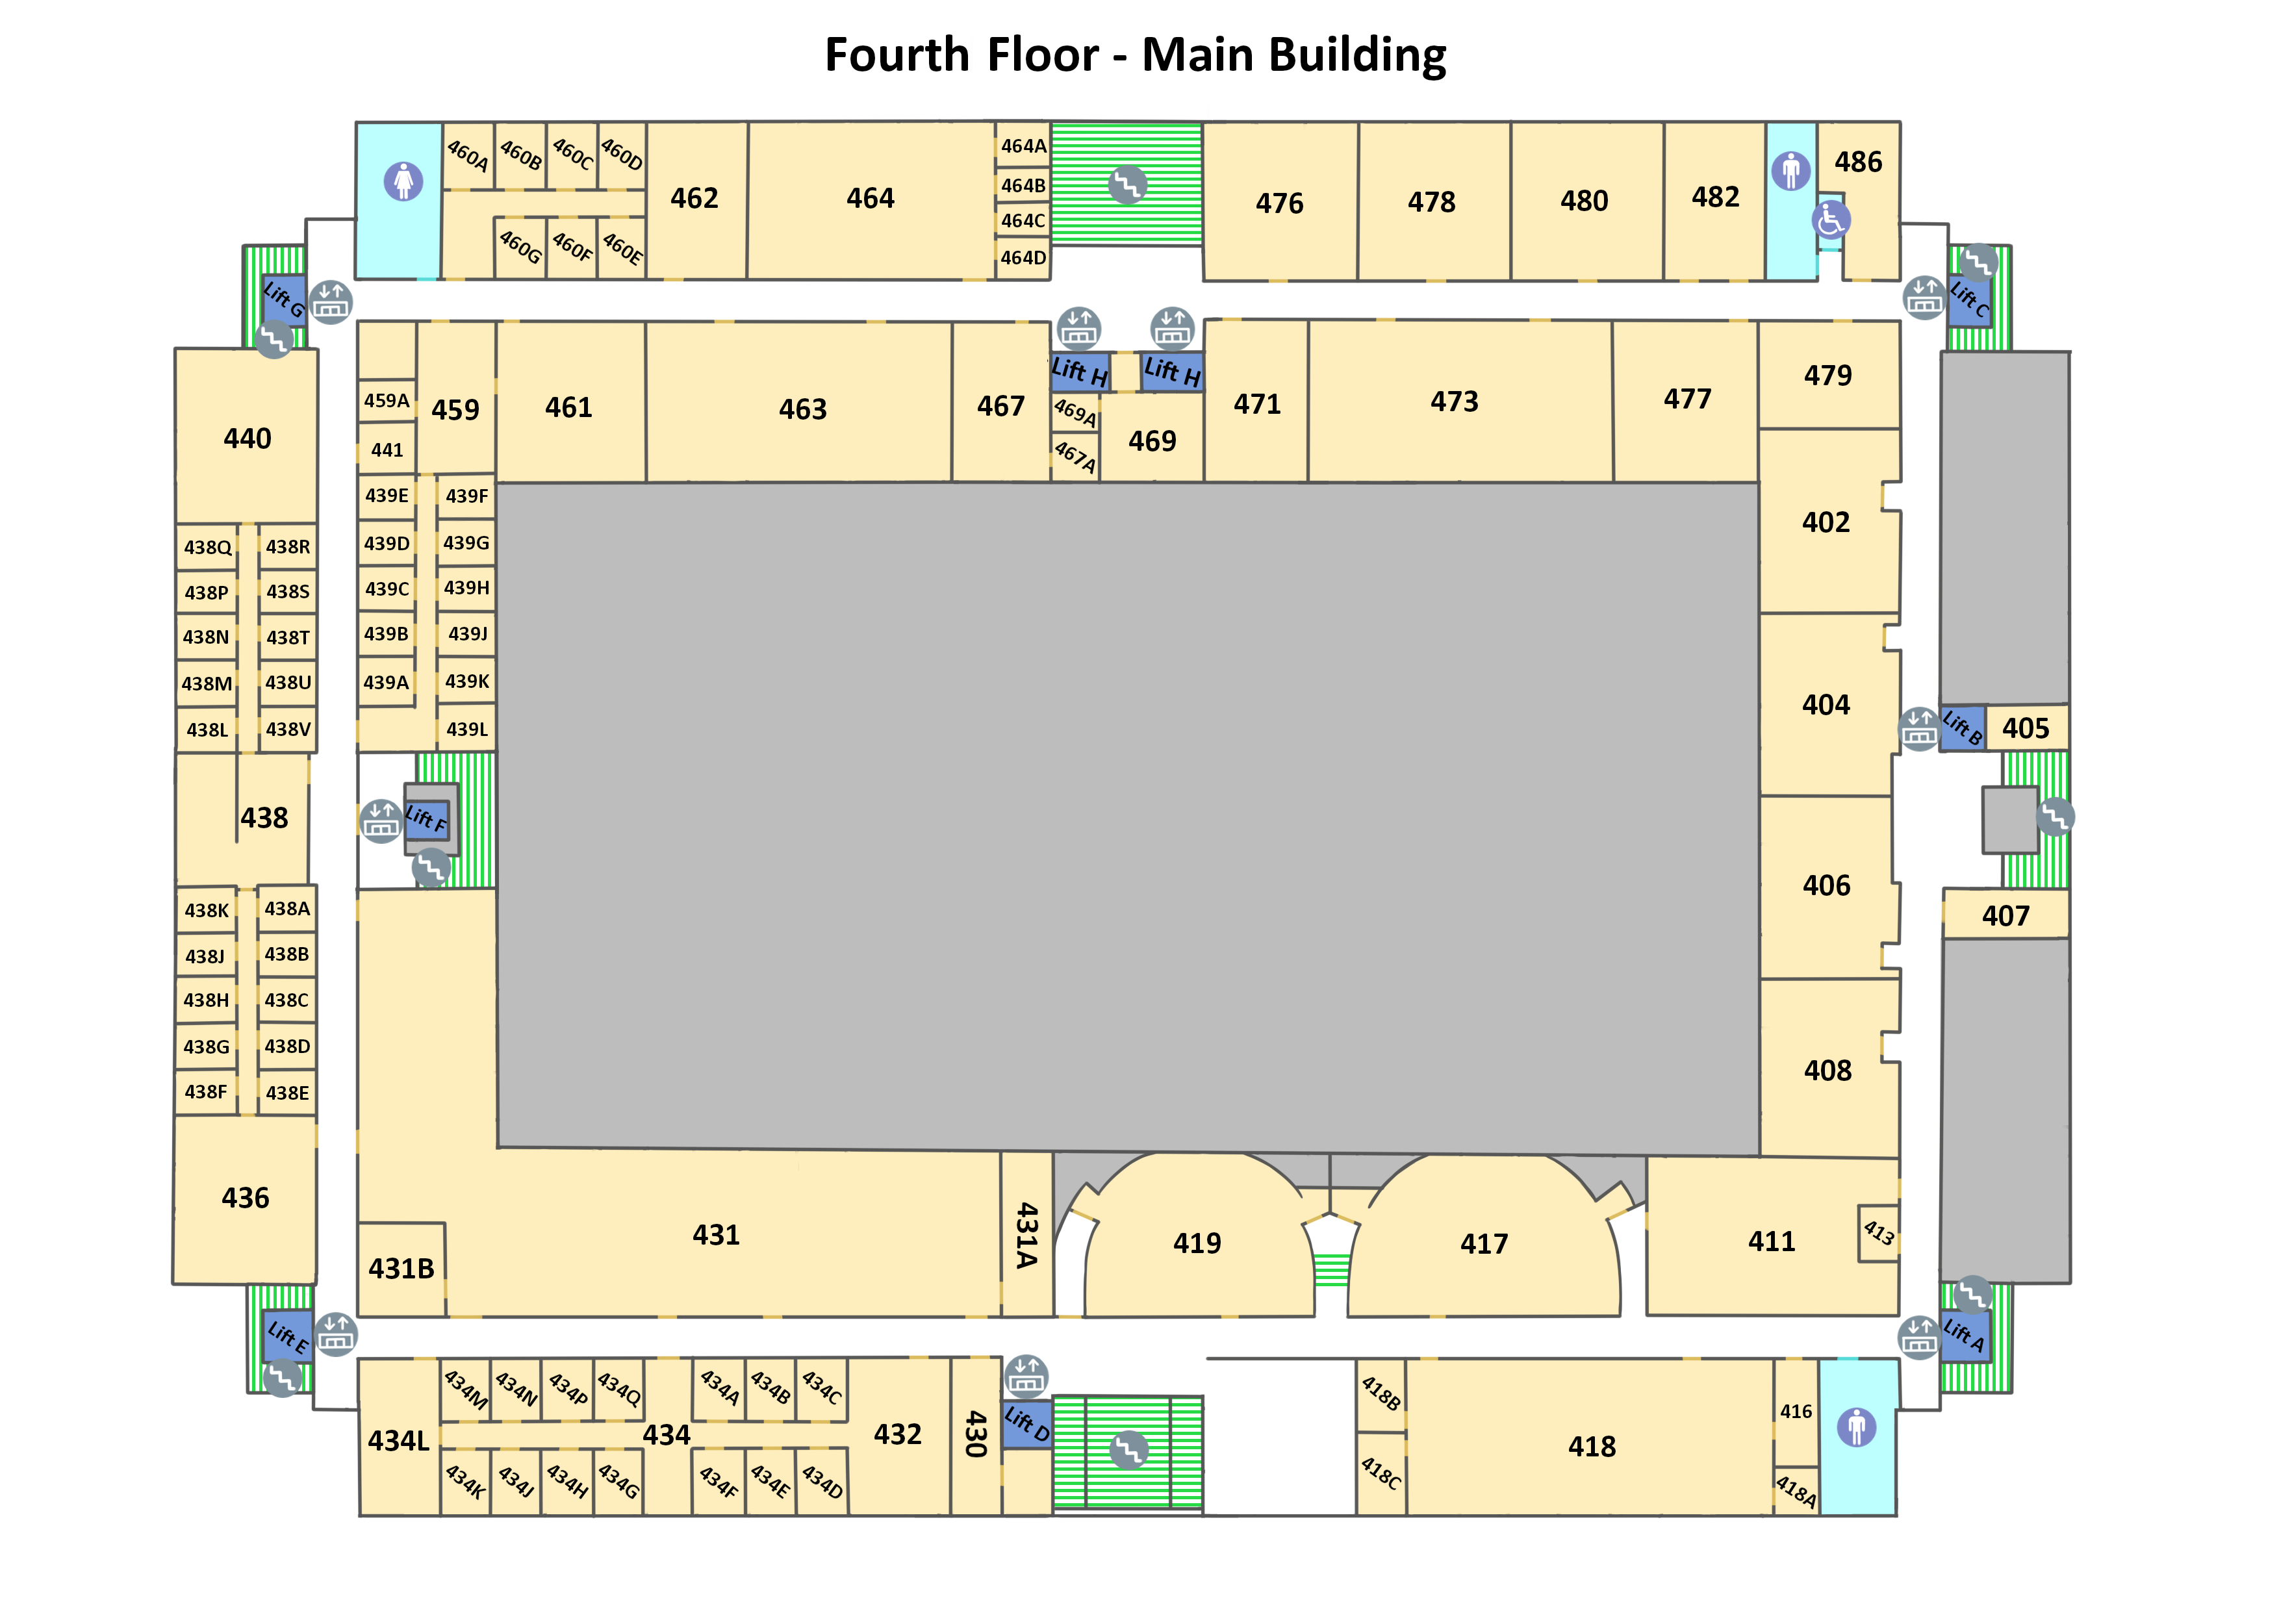 Fourth Floor - Main Building
460A
460B
460C
460D
462
464
464A
464B
464C
464D
476
478
480
482
486
460G
460F
460E
Lift G
Lift C
459A
459
441
461
463
467
Lift H
Lift H
469A
467A
469
471
473
477
479
440
402
439E
439F
438Q
438R
439D
439G
438P
438S
439C
439H
438N
438T
439B
439J
438M
438U
439A
439K
438L
438V
439L
404
Lift B
405
438
Lift F
406
438K
438A
407
438J
438B
438H
438C
438G
438D
438F
438E
408
436
431B
431
431A
419
417
411
413
Lift E
Lift A
434L
434M
434N
434P
434Q
434A
434B
434C
434
432
430
Lift D
434K
434J
434H
434G
434F
434E
434D
418B
418C
418
416
418A